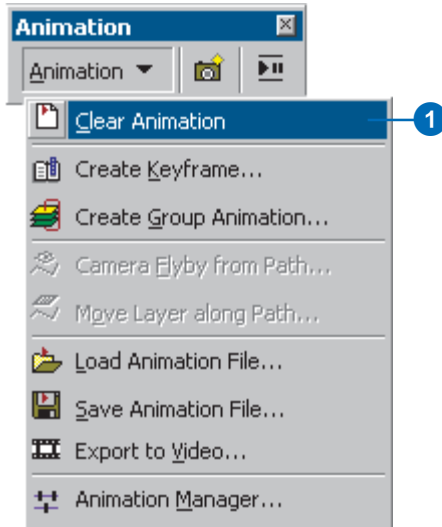 Animation
Animation
Clear Animation
1
Create Keyframe...
Create Group Animation...
Camera Flyby from Path...
Move Layer along Path...
Load Animation File...
Save Animation File...
Export to Video...
Animation Manager...